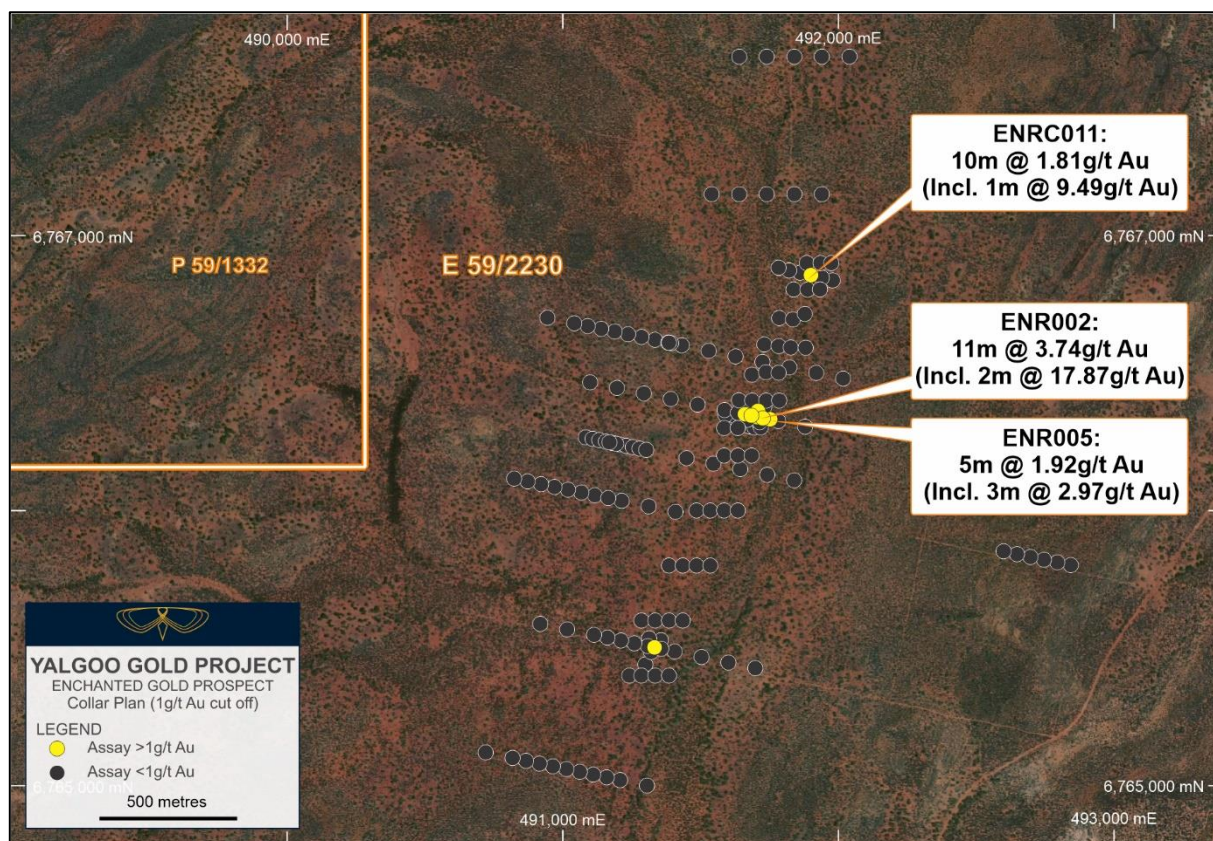 490,000 mE
492,000 mE
ENRC011:
10m @ 1.81g/t Au
(Incl. 1m @ 9.49g/t Au)
6,767,000 mN
6,767,000 mN
P 59/1332
E 59/2230
ENR002:
11m @ 3.74g/t Au
(Incl. 2m @ 17.87g/t Au)
ENR005:
5m @ 1.92g/t Au
(Incl. 3m @ 2.97g/t Au)
YALGOO GOLD PROJECT
ENCHANTED GOLD PROSPECT
Collar Plan (1g/t Au cut off)
LEGEND
Assay >1g/t Au
Assay <1g/t Au
500 metres
6,765,000 mN
6,765,000 mN
491,000 mE
493,000 mE